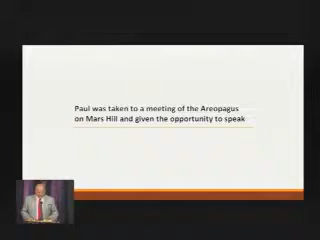 Paul was taken to a meeting of the Areopagus
on Mars Hill and given the opportunity to speak